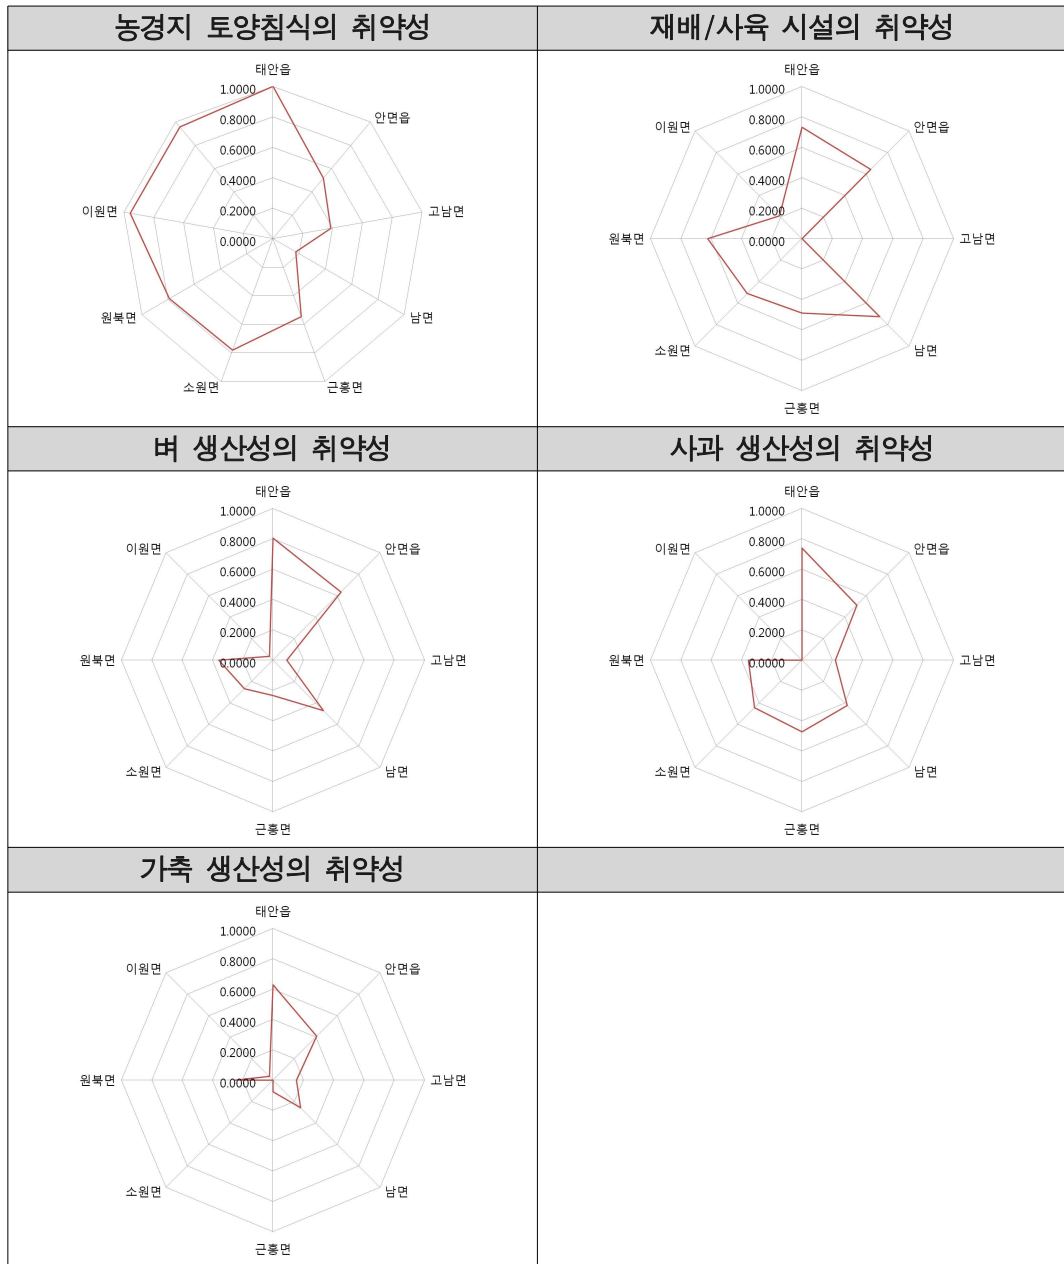 농경지 토양침식의 취약성
태안읍
1.0000
0.8000
0.6000
0.4000
0.2000
0.0000
안면읍
고남면
남면
근흥면
소원면
원북면
이원면
재배/사육 시설의 취약성
태안읍
1.0000
0.8000
0.6000
0.4000
0.2000
0.0000
안면읍
고남면
남면
근흥면
소원면
원북면
이원면
벼 생산성의 취약성
태안읍
1.0000
0.8000
0.6000
0.4000
0.2000
0.0000
안면읍
고남면
남면
근흥면
소원면
원북면
이원면
사과 생산성의 취약성
태안읍
1.0000
0.8000
0.6000
0.4000
0.2000
0.0000
안면읍
고남면
남면
근흥면
소원면
원북면
이원면
가축 생산성의 취약성
태안읍
1.0000
0.8000
0.6000
0.4000
0.2000
0.0000
안면읍
고남면
남면
근흥면
소원면
원북면
이원면